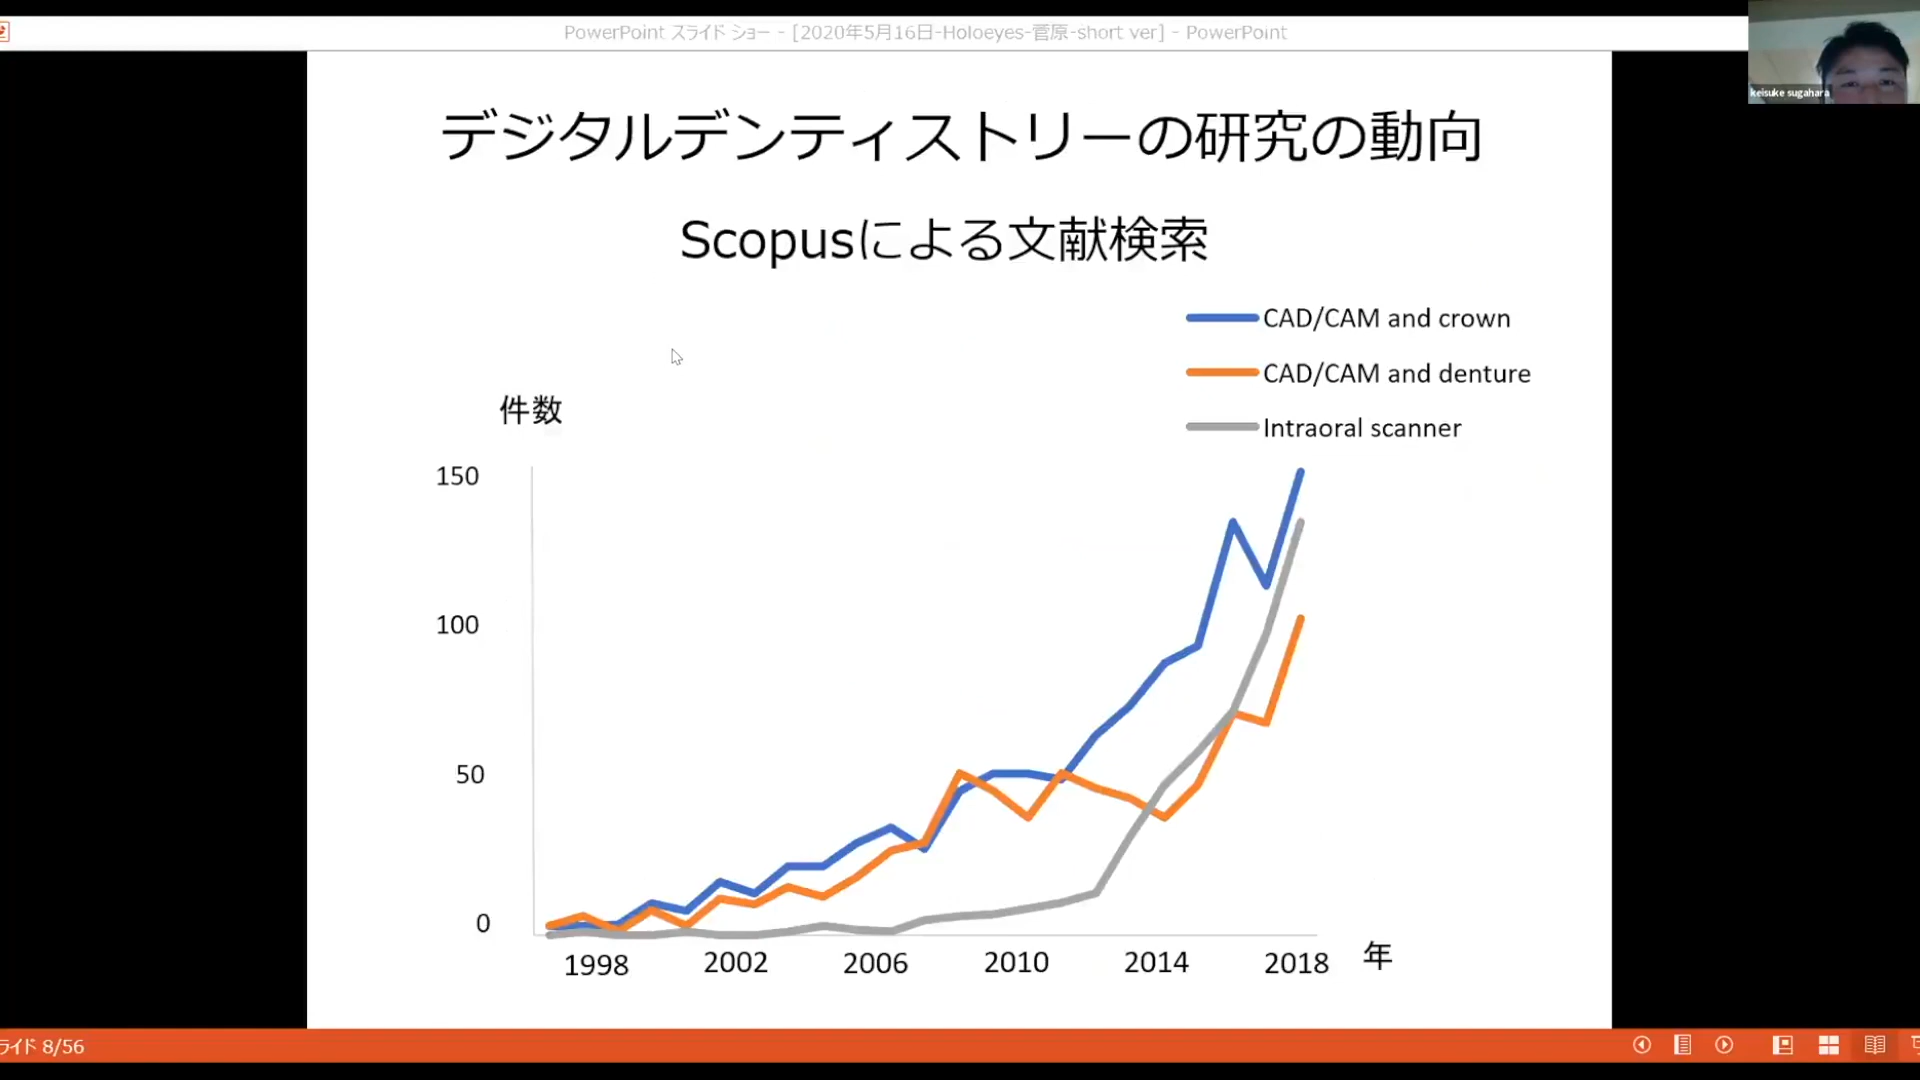 PowerPoint スライド ショー - [2020年5月16日-Holoeyes-菅原-short ver] - PowerPoint
keisuke sugahara
デジタルデンティストリーの研究の動向
Scopusによる文献検索
CAD/CAM and crown
CAD/CAM and denture
Intraoral scanner
件数
150
100
50
0
1998 2002 2006 2010 2014 2018 年
ライド 8/56